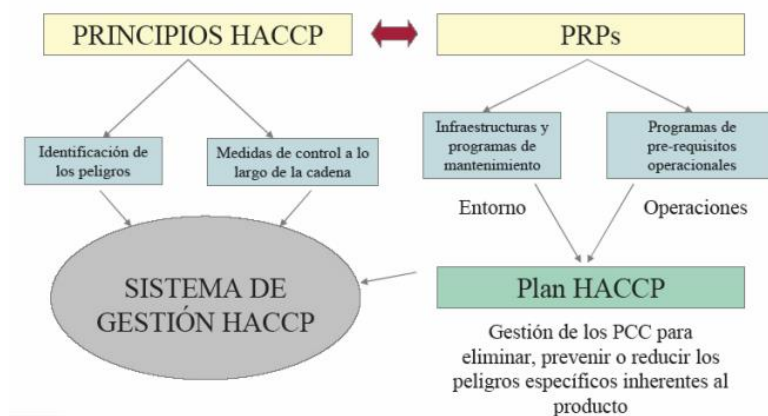 PRINCIPIOS HACCP
PRPs
Identificación de
los peligros
Medidas de control a lo
largo de la cadena
Infraestructuras y
programas de
mantenimiento
Programas de
pre-requisitos
operacionales
Entorno
Operaciones
SISTEMA DE
GESTIÓN HACCP
Plan HACCP
Gestión de los PCC para
eliminar, prevenir o reducir los
peligros específicos inherentes al
producto